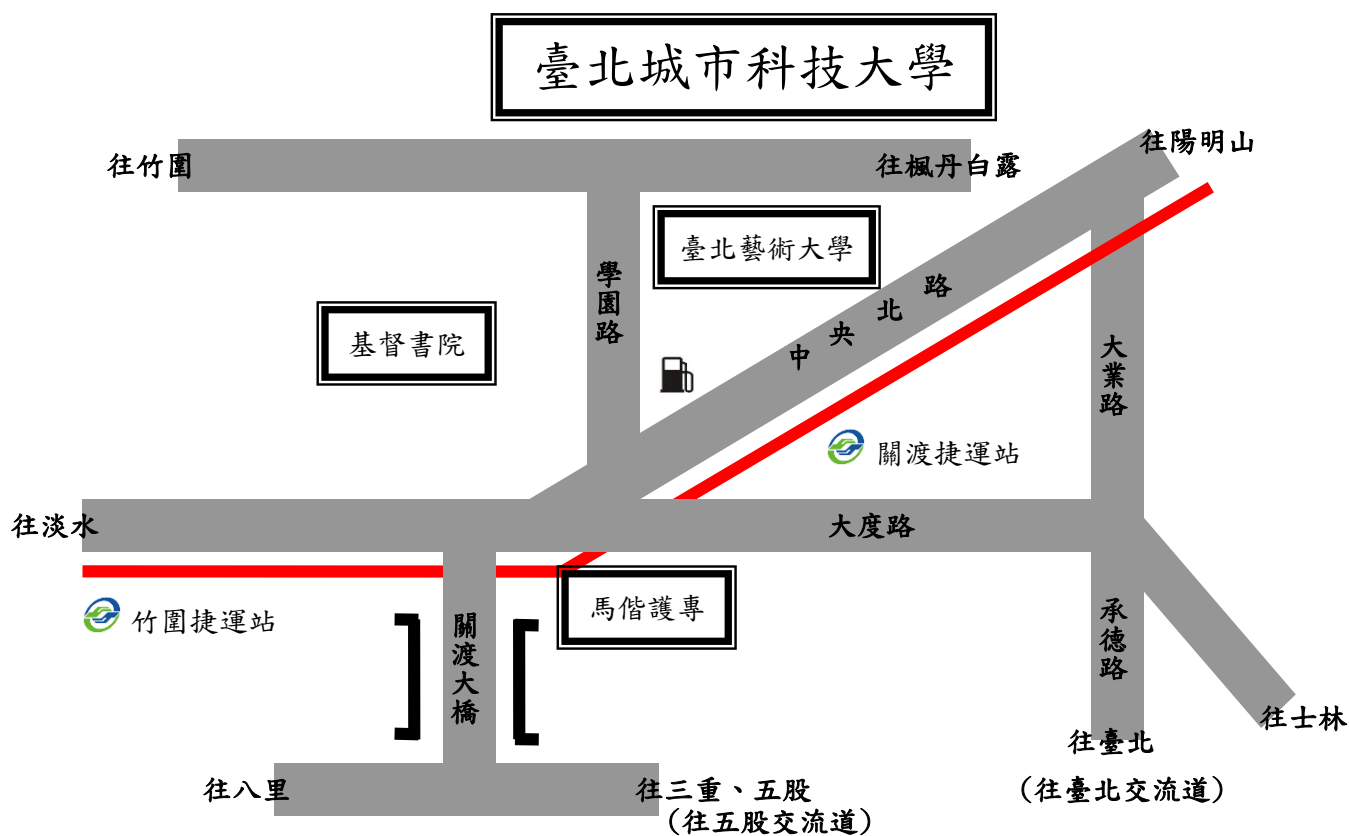 臺北城市科技大學
往陽明山
往竹圍
往楓丹白露
臺北藝術大學
學園路
中央北路
基督書院
大業路
關渡捷運站
往淡水
大度路
竹圍捷運站
關渡大橋
馬偕護專
承德路
往士林
往臺北
(往臺北交流道)
往八里
往三重、五股
(往五股交流道)